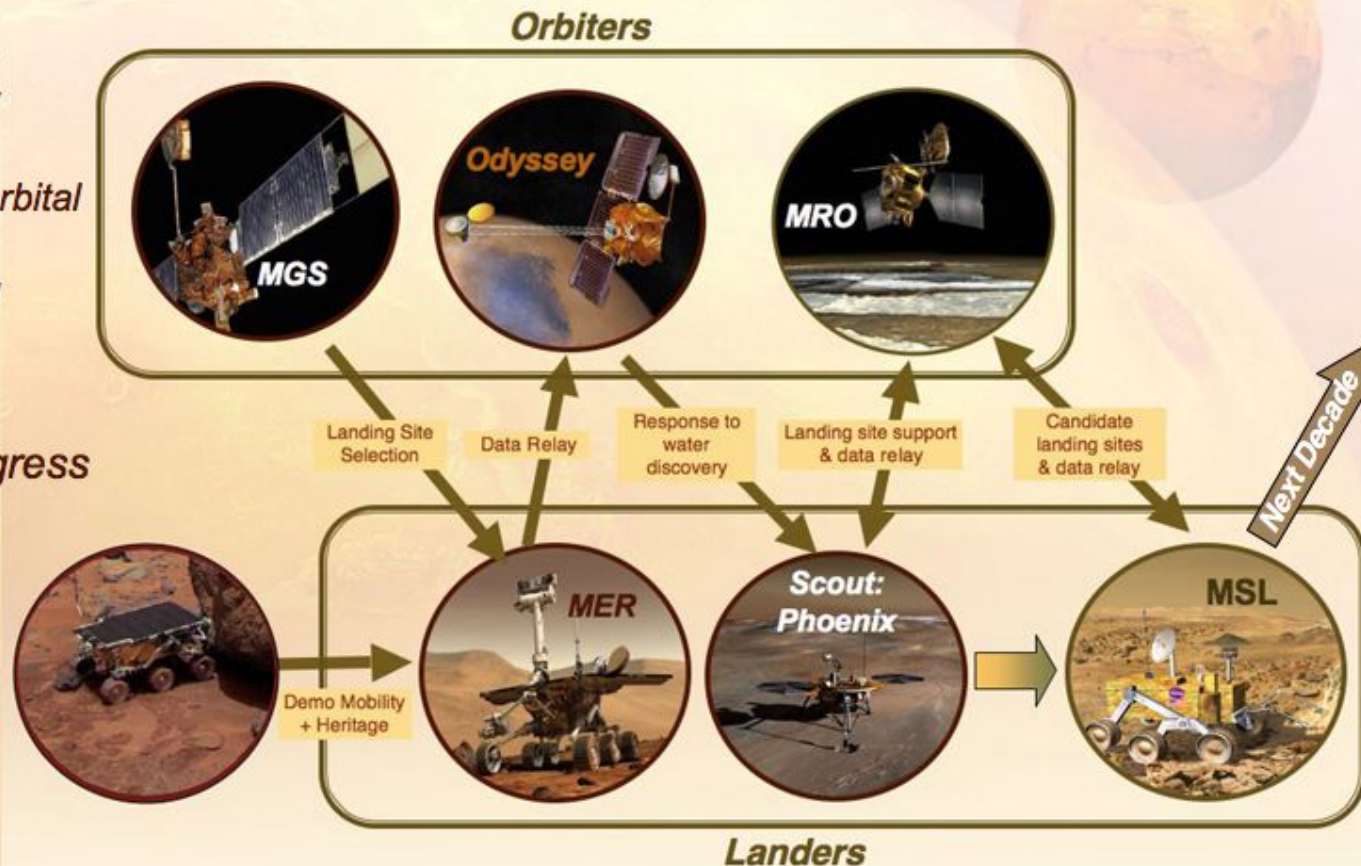 Orbiters
rbital
gress
MGS
Odyssey
MRO
Landing Site
Selection
Data Relay
Response to
water
discovery
Landing site support
& data relay
Candidate
landing sites
& data relay
Next Decade
Demo Mobility
+ Heritage
MER
Scout:
Phoenix
MSL
Landers